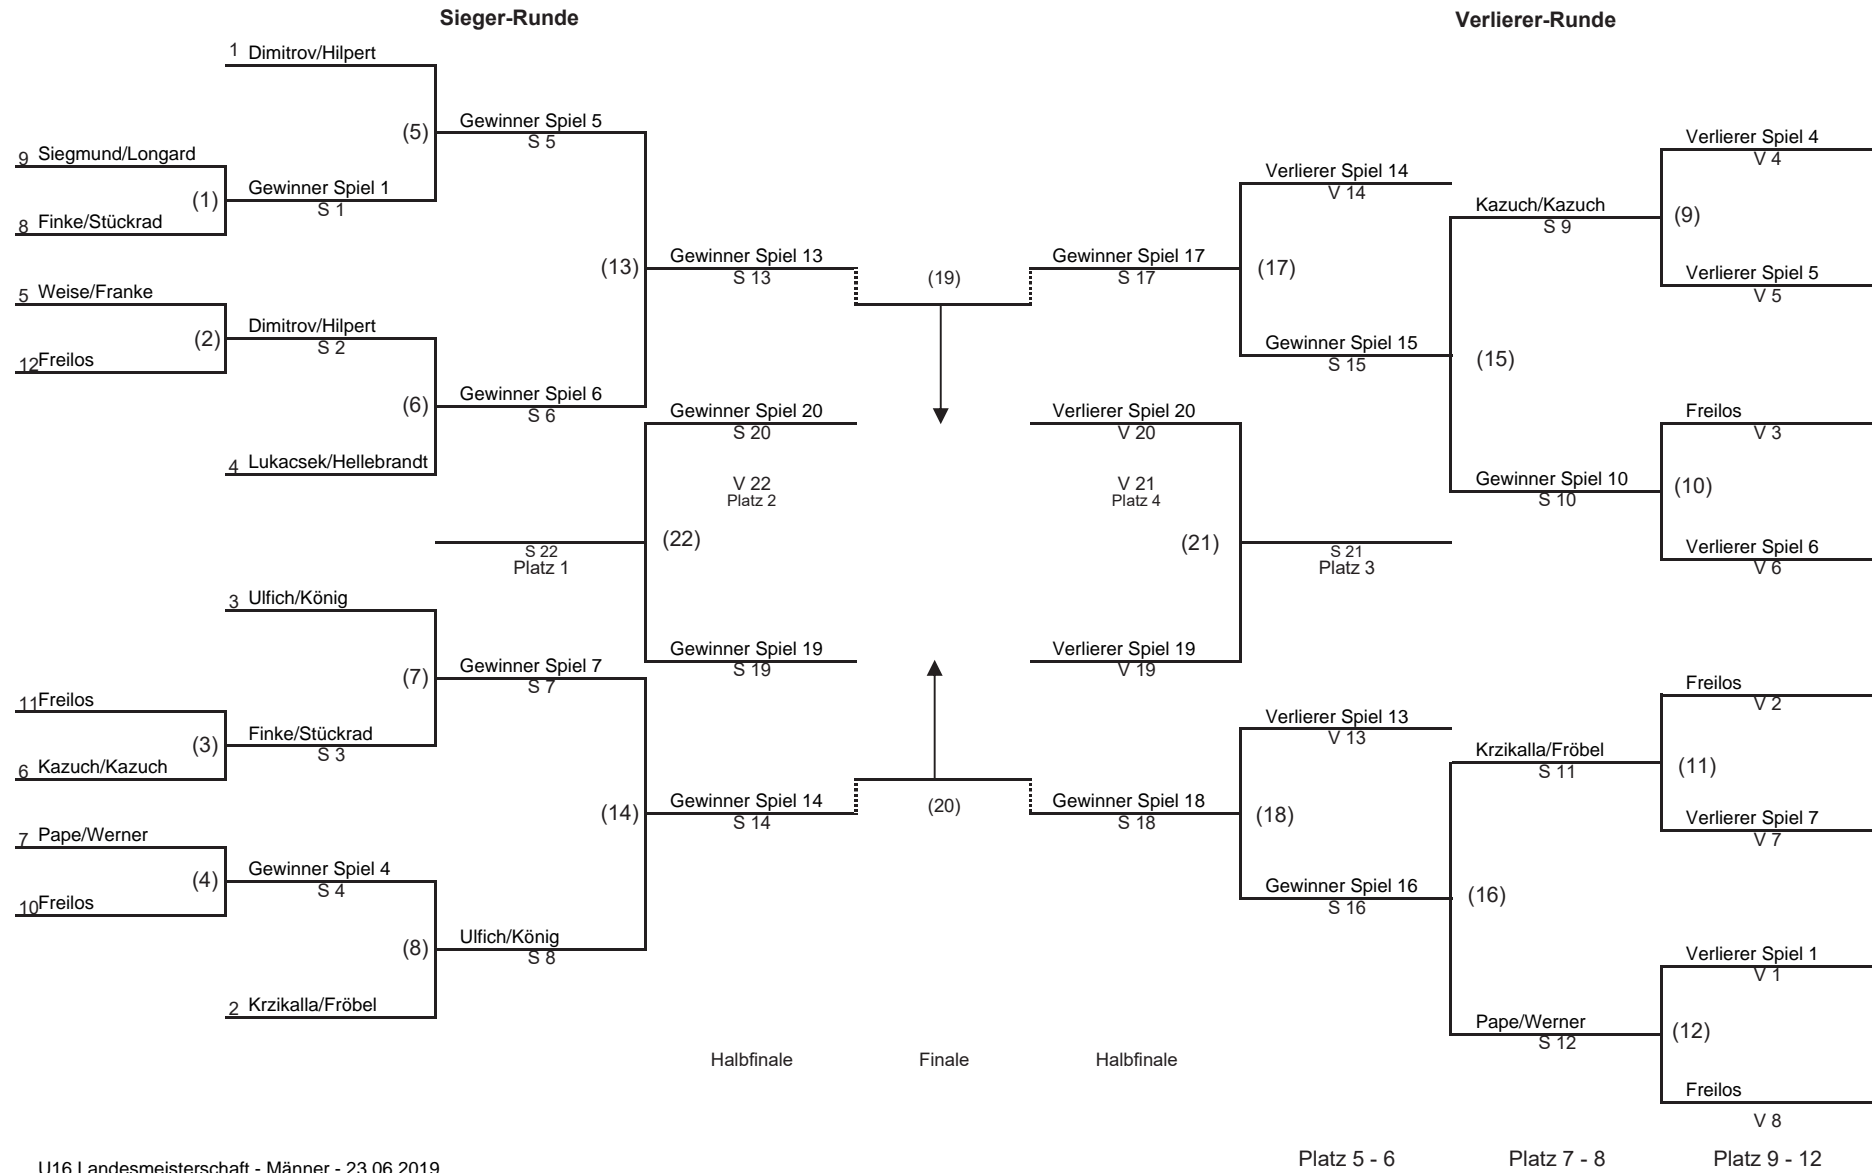 Sieger-Runde
Verlierer-Runde
1 Dimitrov/Hilpert
(5)
Gewinner Spiel 5
S 5
9 Siegmund/Longard
(1)
Gewinner Spiel 1
S 1
8 Finke/Stückrad
(13)
Gewinner Spiel 13
S 13
5 Weise/Franke
(2)
Dimitrov/Hilpert
S 2
12 Freilos
(6)
Gewinner Spiel 6
S 6
4 Lukacsek/Hellebrandt
(19)
Gewinner Spiel 17
S 17
(17)
Verlierer Spiel 14
V 14
Gewinner Spiel 15
S 15
(15)
Kazuch/Kazuch
S 9
(9)
Verlierer Spiel 4
V 4
Verlierer Spiel 5
V 5
Gewinner Spiel 10
S 10
(10)
Freilos
V 3
Verlierer Spiel 6
V 6
Gewinner Spiel 20
S 20
V 22
Platz 2
(22)
S 22
Platz 1
Gewinner Spiel 19
S 19
Verlierer Spiel 20
V 20
V 21
Platz 4
(21)
S 21
Platz 3
Verlierer Spiel 19
V 19
3 Ulfich/König
(7)
Gewinner Spiel 7
S 7
11 Freilos
(3)
Finke/Stückrad
S 3
6 Kazuch/Kazuch
(14)
Gewinner Spiel 14
S 14
7 Pape/Werner
(4)
Gewinner Spiel 4
S 4
10 Freilos
(8)
Ulfich/König
S 8
2 Krzikalla/Fröbel
(20)
Gewinner Spiel 18
S 18
(18)
Verlierer Spiel 13
V 13
Gewinner Spiel 16
S 16
(16)
Krzikalla/Fröbel
S 11
(11)
Freilos
V 2
Verlierer Spiel 7
V 7
Pape/Werner
S 12
(12)
Verlierer Spiel 1
V 1
Freilos
V 8
Halbfinale
Finale
Halbfinale
Platz 5 - 6
Platz 7 - 8
Platz 9 - 12
U16 Landesmeisterschaft - Männer - 23.06.2019